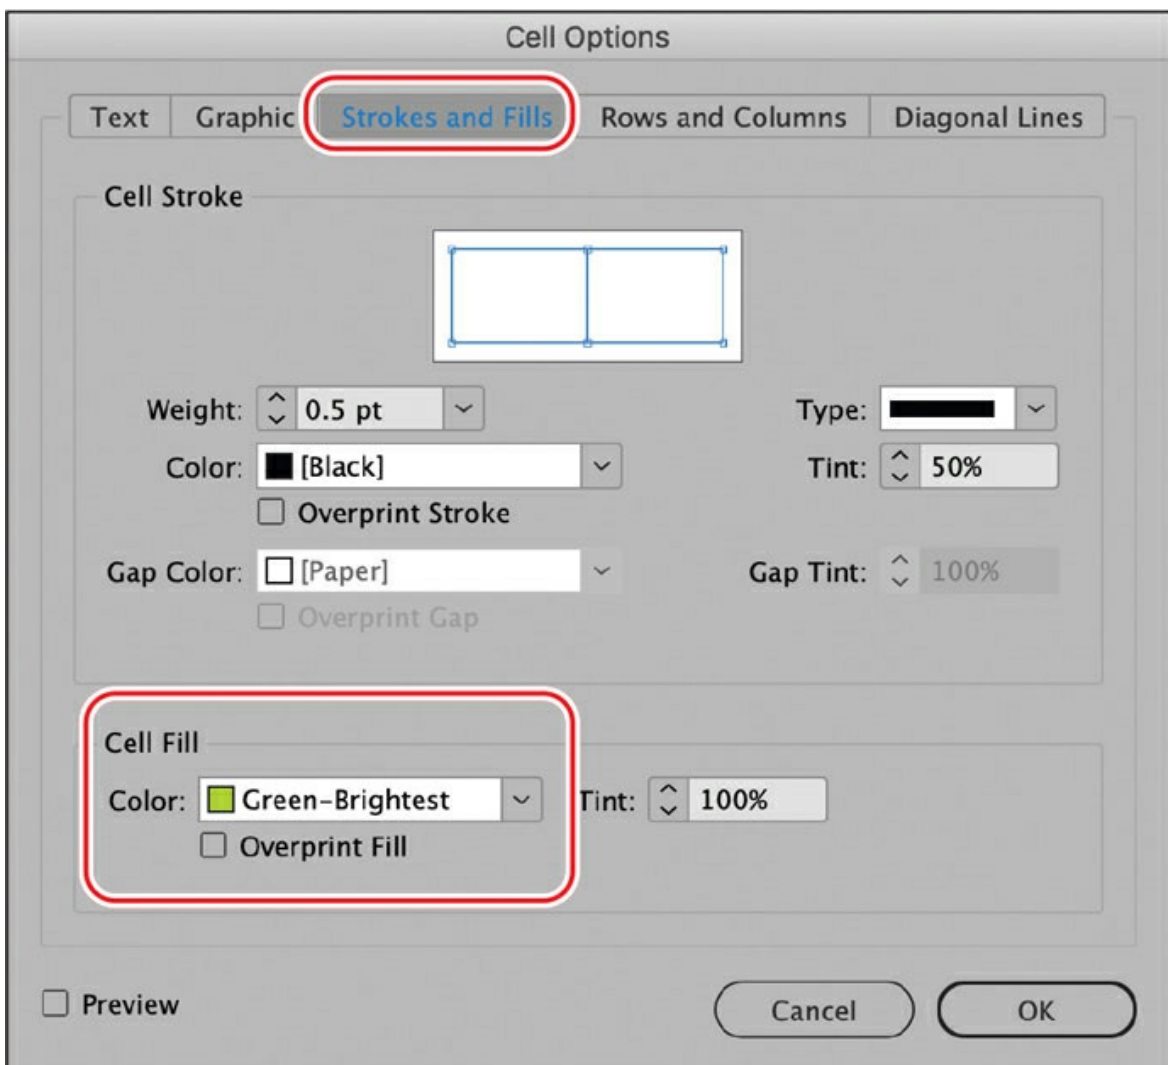 Cell Options
Text Graphic Strokes and Fills Rows and Columns Diagonal Lines
Cell Stroke
Weight: 0.5 pt Type:
Color: [Black] Tint: 50%
Overprint Stroke
Gap Color: [Paper] Gap Tint: 100%
Overprint Gap
Cell Fill
Color: Green-Brightest Tint: 100%
Overprint Fill
Preview Cancel OK